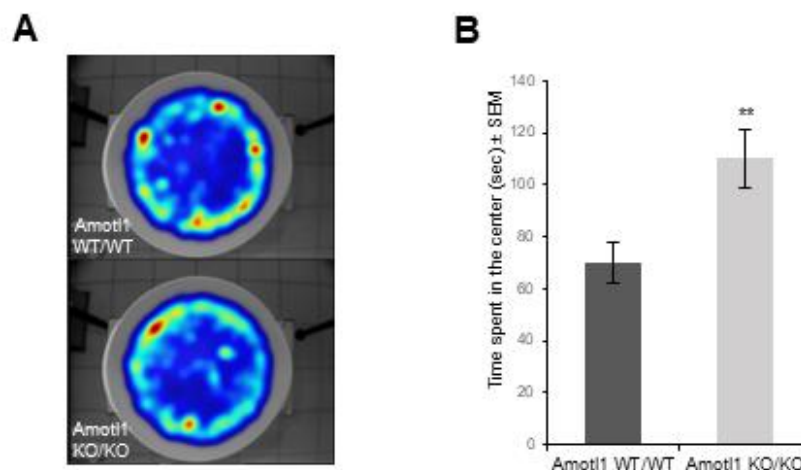 A
Amotl1
WT/WT
Amotl1
KO/KO
B
Time spent in the center (sec) ± SEM
140
120
100
80
60
40
20
0
**
Amotl1 WT/WT
Amotl1 KO/KO